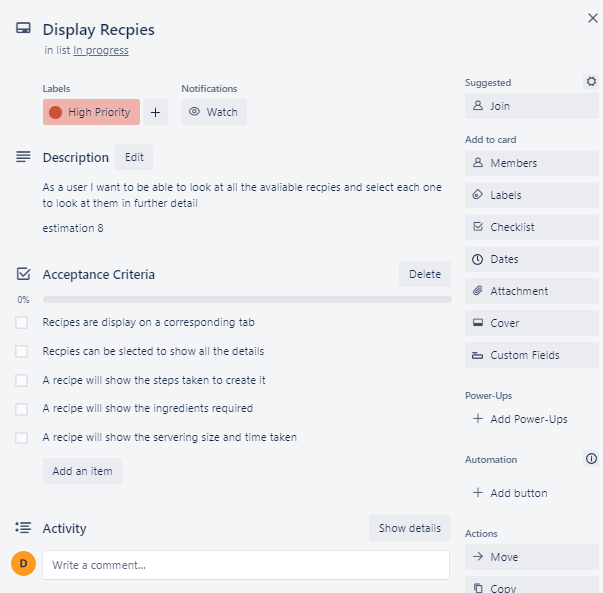 Display Recpies
in list In progress
Labels
Notifications
High Priority
+
Watch
Description
Edit
As a user I want to be able to look at all the avaliable recpies and select each one
to look at them in further detail
estimation 8
Acceptance Criteria
Delete
0%
Recipes are display on a corresponding tab
Recpies can be slected to show all the details
A recipe will show the steps taken to create it
A recipe will show the ingredients required
A recipe will show the servering size and time taken
Add an item
Activity
Show details
D
Write a comment...
Suggested
Join
Add to card
Members
Labels
Checklist
Dates
Attachment
Cover
Custom Fields
Power-Ups
+ Add Power-Ups
Automation
+ Add button
Actions
Move
Copy